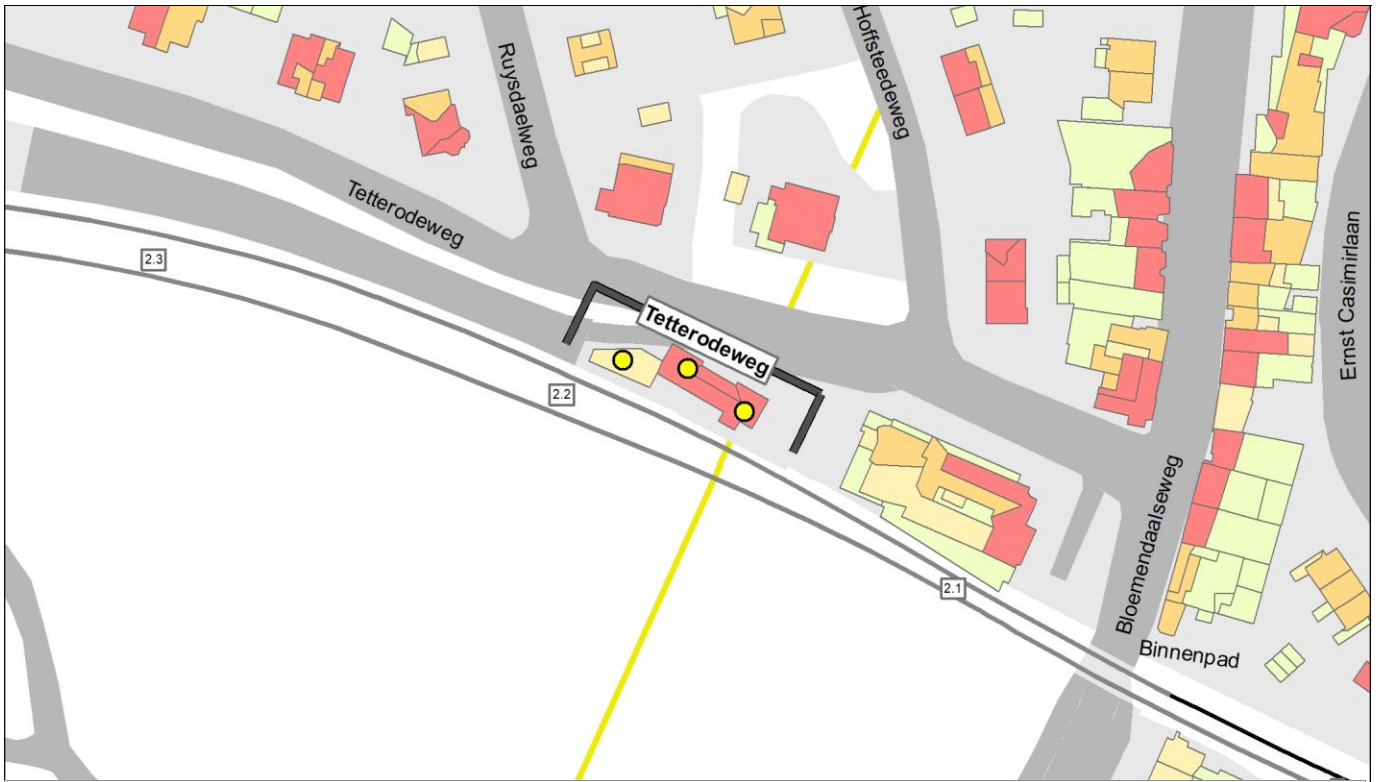 Ruysdaelweg
Hoffsteedeweg
Tetterodeweg
Ernst Casimirlaan
2.3
Tetterodeweg
2.2
Bloemendaalseweg
2.1
Binnenpad